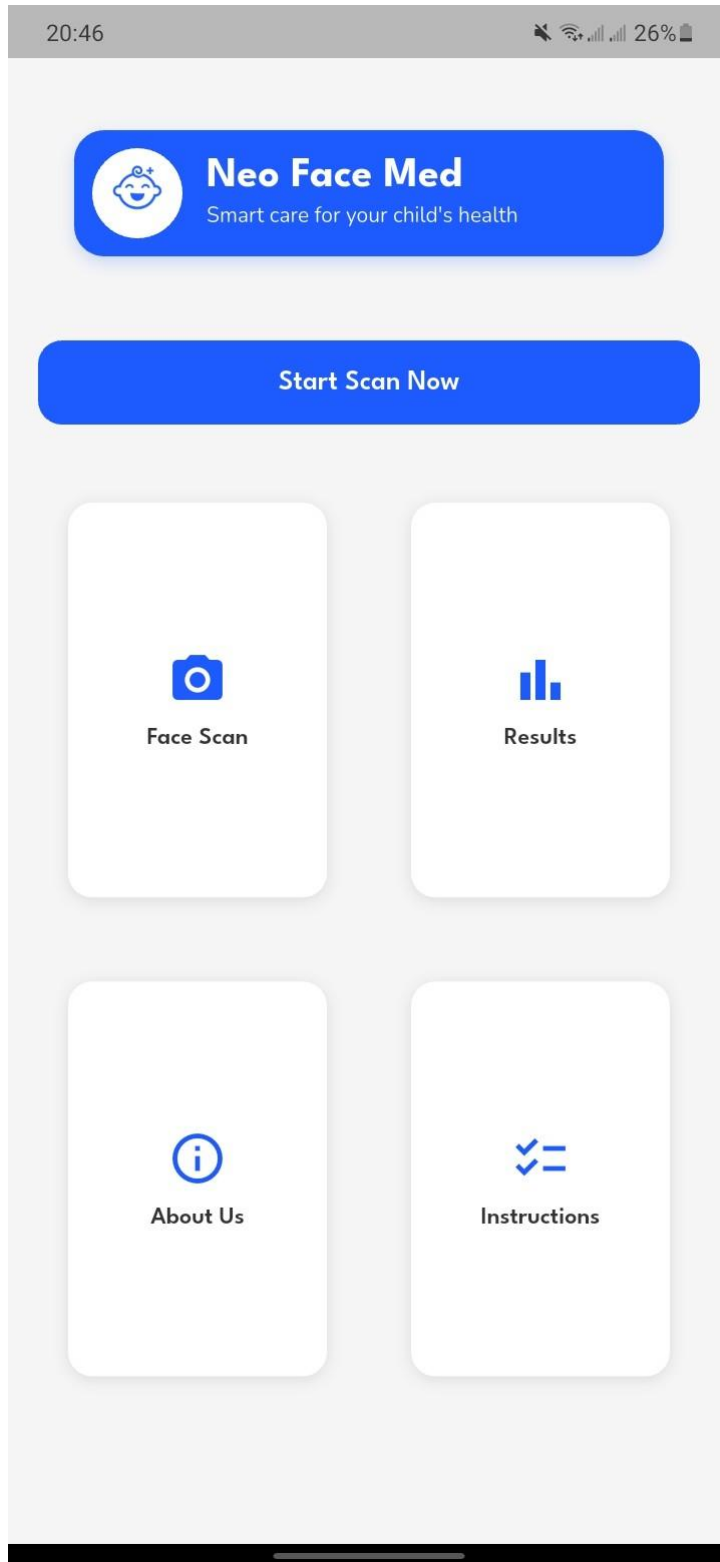 20:46 26%
Neo Face Med
Smart care for your child's health
Start Scan Now
Face Scan Results
About Us Instructions